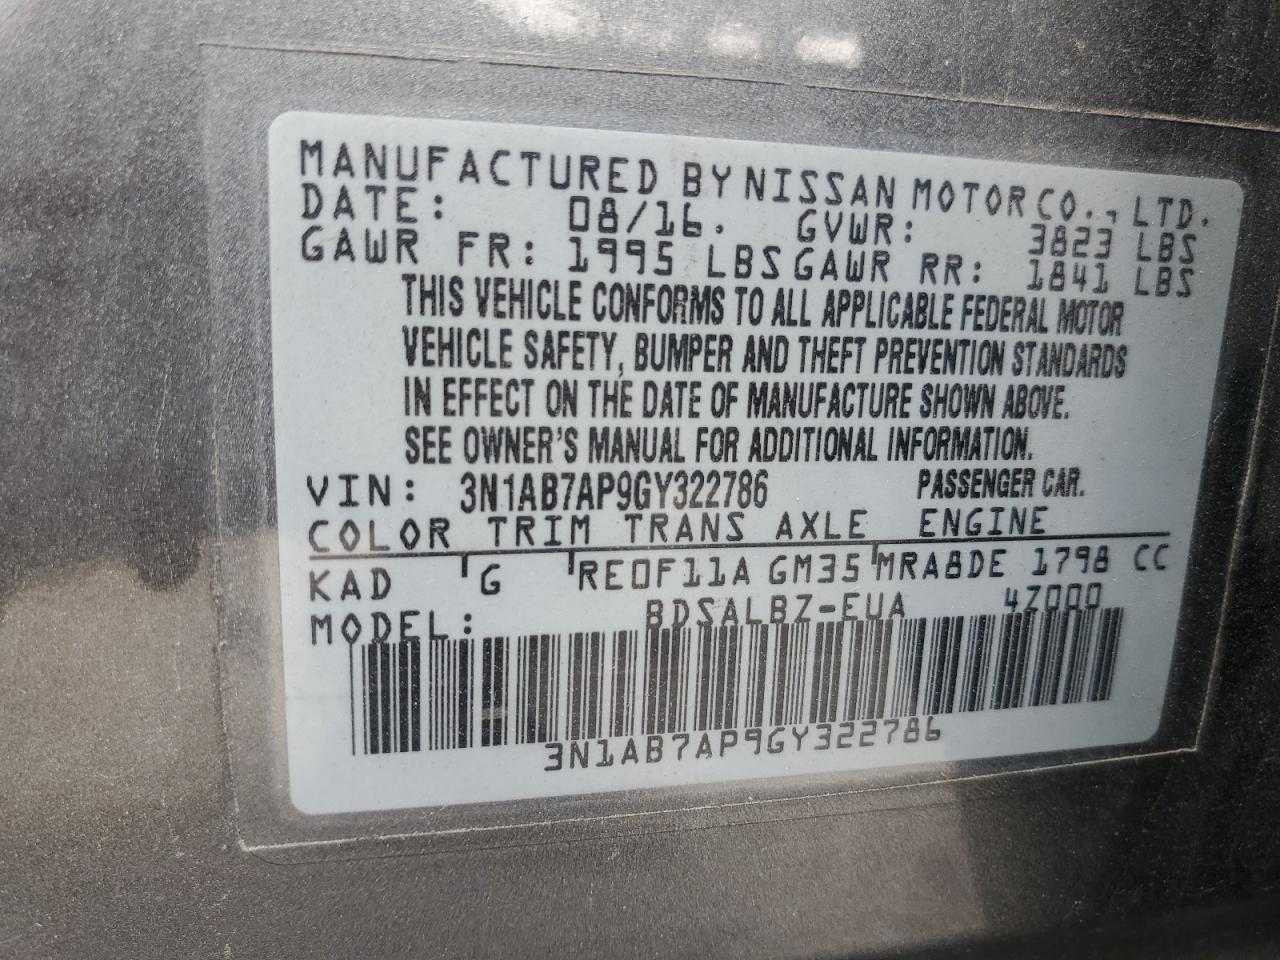 MANUFACTURED BY NISSAN MOTOR CO., LTD.
DATE: 08/16. GVWR: 3823 LBS
GAWR FR: 1995 LBS GAWR RR: 1841 LBS
THIS VEHICLE CONFORMS TO ALL APPLICABLE FEDERAL MOTOR
VEHICLE SAFETY, BUMPER AND THEFT PREVENTION STANDARDS
IN EFFECT ON THE DATE OF MANUFACTURE SHOWN ABOVE.
SEE OWNER'S MANUAL FOR ADDITIONAL INFORMATION.
VIN: 3N1AB7AP9GY322786 PASSENGER CAR.
COLOR TRIM TRANS AXLE ENGINE
KAD G RE0F11A GM35 MRA8DE 1798 CC
MODEL: BDSALBZ-EUA 4Z000
3N1AB7AP9GY322786